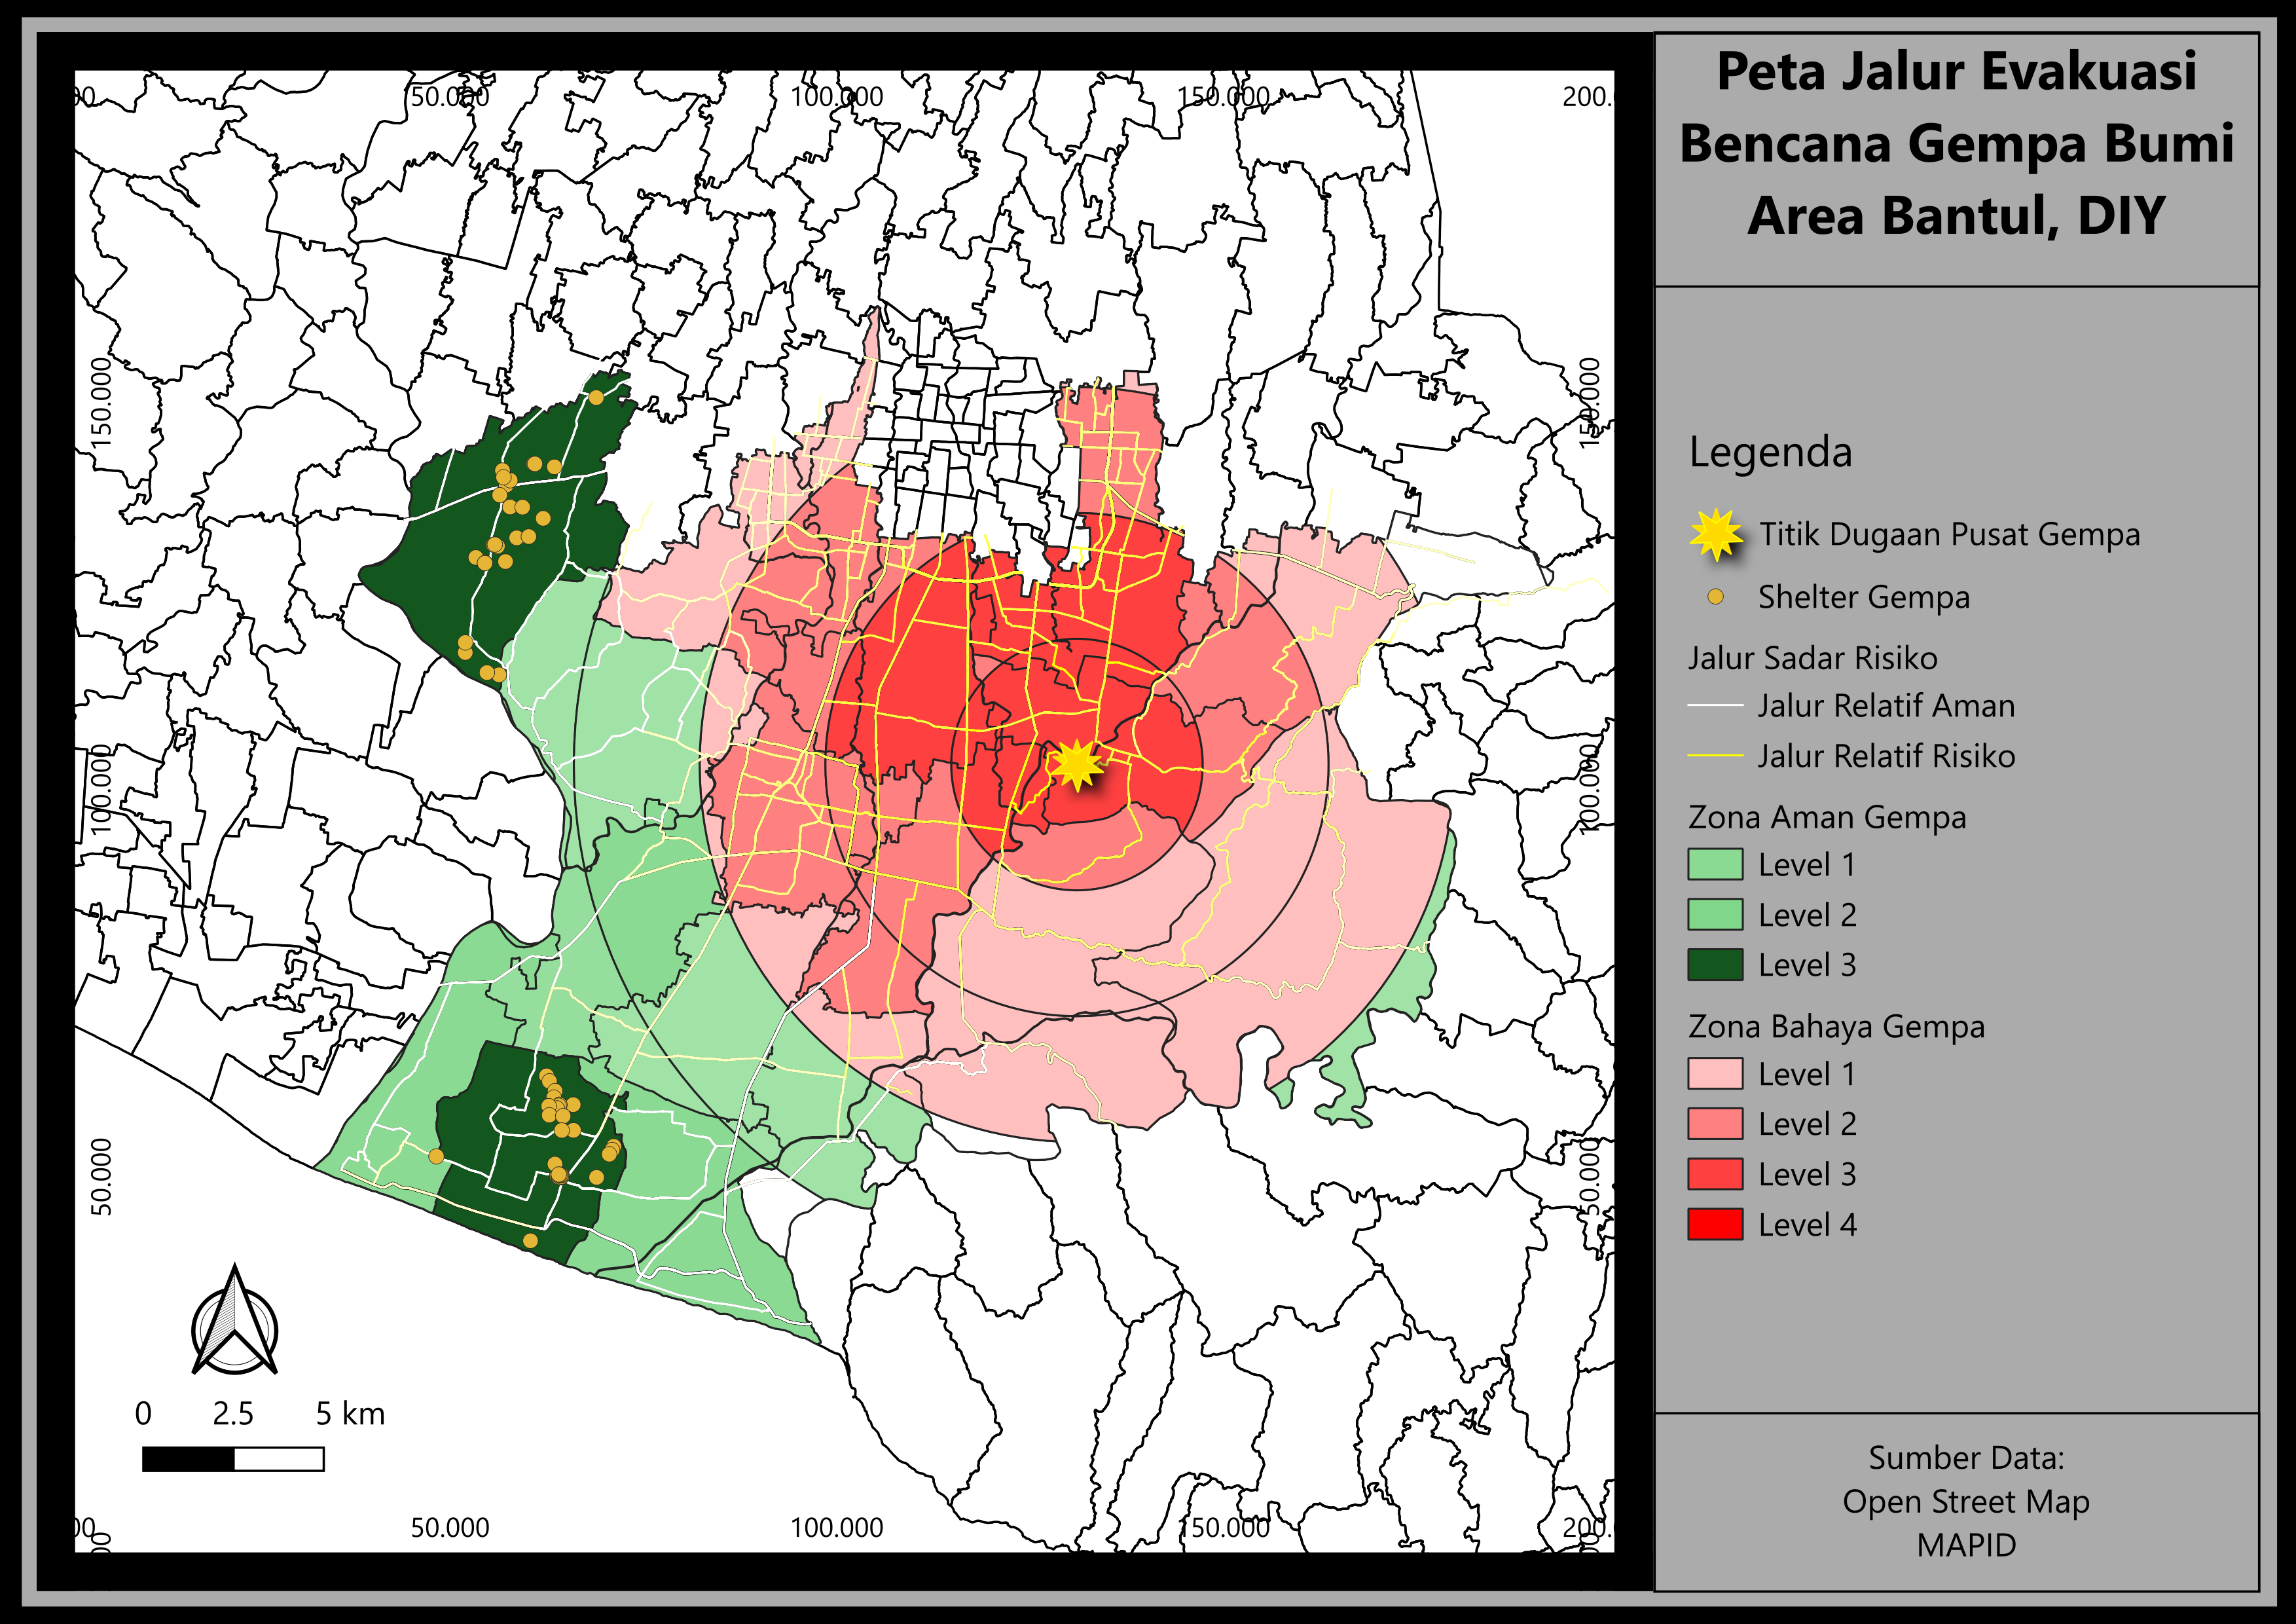 Peta Jalur Evakuasi
Bencana Gempa Bumi
Area Bantul, DIY
50.000
100.000
150.000
200.
150.000
100.000
50.000
150.000
100.000
50.000
0 2.5 5 km
50.000
100.000
150.000
200.
Legenda
Titik Dugaan Pusat Gempa
Shelter Gempa
Jalur Sadar Risiko
Jalur Relatif Aman
Jalur Relatif Risiko
Zona Aman Gempa
Level 1
Level 2
Level 3
Zona Bahaya Gempa
Level 1
Level 2
Level 3
Level 4
Sumber Data:
Open Street Map
MAPID